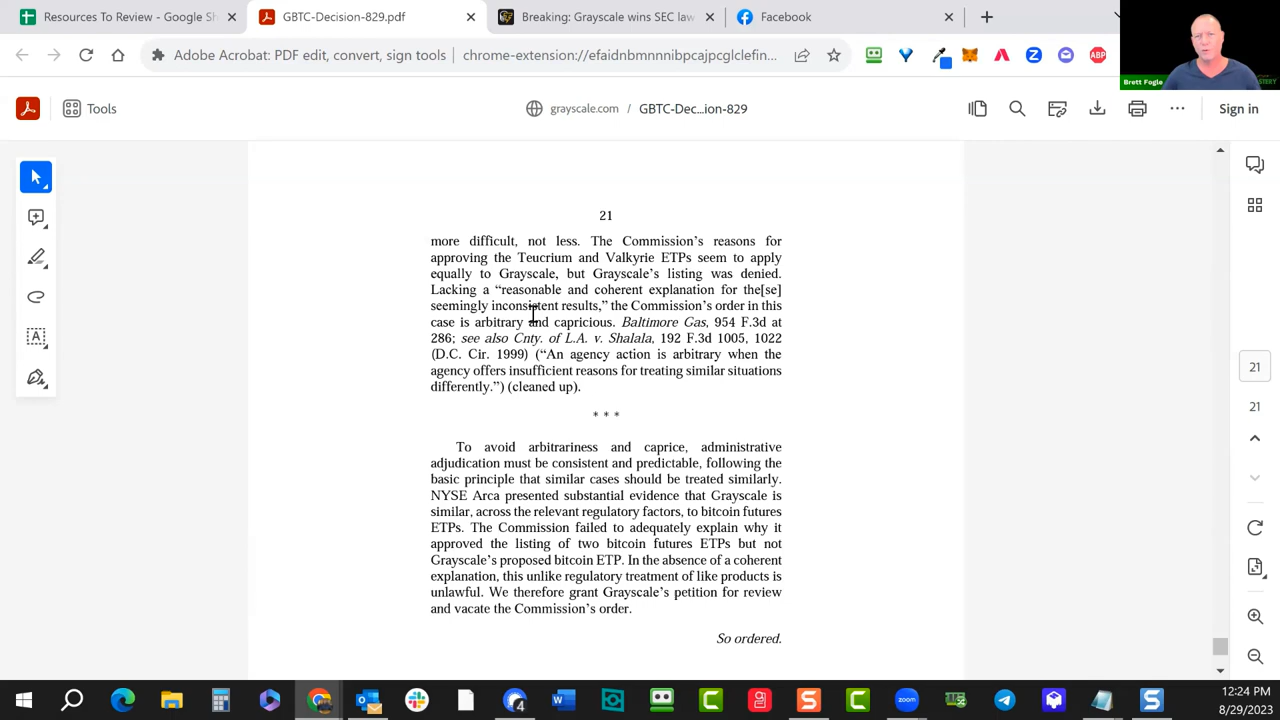 Resources To Review - Google Sh
GBTC-Decision-829.pdf
Breaking: Grayscale wins SEC law
Facebook
Adobe Acrobat: PDF edit, convert, sign tools
chrome-extension://efaidnbmnnnibpcajpcglclefin...
ABP
Brett Fogle
Tools
grayscale.com / GBTC-Dec...ion-829
Sign in
21
more difficult, not less. The Commission's reasons for
approving the Teucrium and Valkyrie ETPs seem to apply
equally to Grayscale, but Grayscale's listing was denied.
Lacking a “reasonable and coherent explanation for the[se]
seemingly inconsistent results,” the Commission's order in this
case is arbitrary and capricious. Baltimore Gas, 954 F.3d at
286; see also Cnty. of L.A. v. Shalala, 192 F.3d 1005, 1022
(D.C. Cir. 1999) (“An agency action is arbitrary when the
agency offers insufficient reasons for treating similar situations
differently.”) (cleaned up).
* * *
To avoid arbitrariness and caprice, administrative
adjudication must be consistent and predictable, following the
basic principle that similar cases should be treated similarly.
NYSE Arca presented substantial evidence that Grayscale is
similar, across the relevant regulatory factors, to bitcoin futures
ETPs. The Commission failed to adequately explain why it
approved the listing of two bitcoin futures ETPs but not
Grayscale's proposed bitcoin ETP. In the absence of a coherent
explanation, this unlike regulatory treatment of like products is
unlawful. We therefore grant Grayscale's petition for review
and vacate the Commission's order.
So ordered.
21
21
12:24 PM
8/29/2023